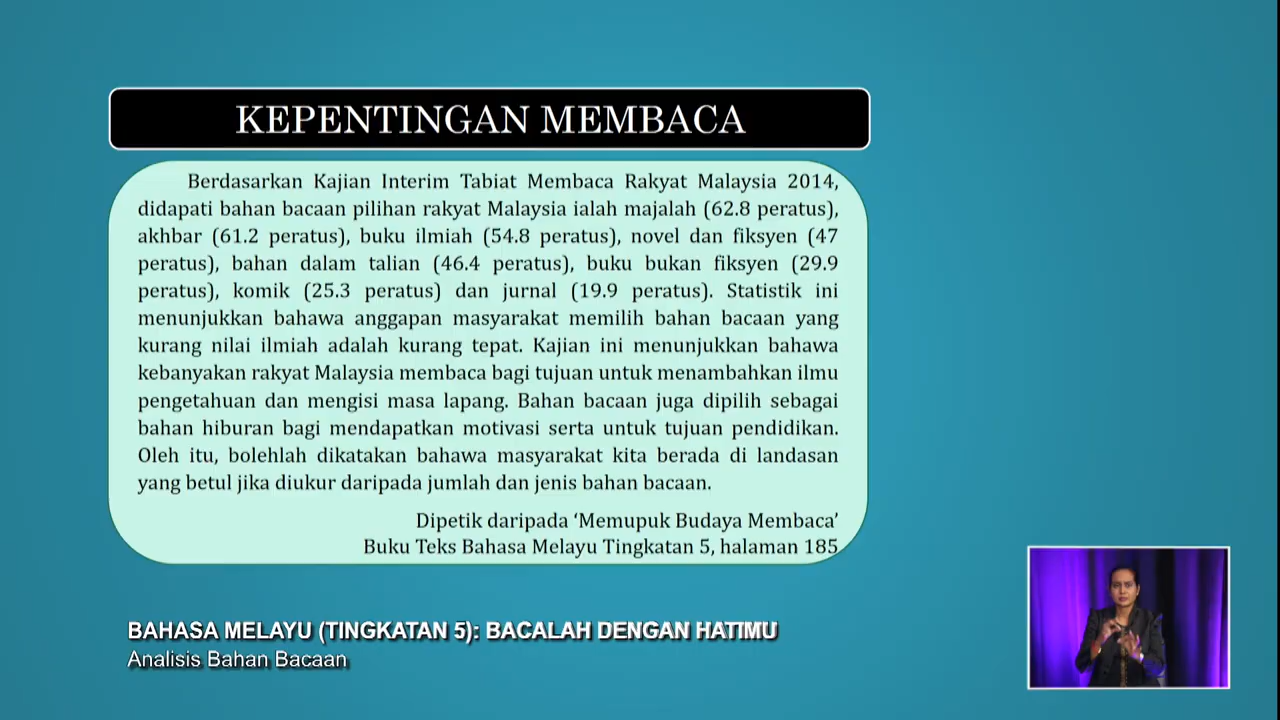 KEPENTINGAN MEMBACA
Berdasarkan Kajian Interim Tabiat Membaca Rakyat Malaysia 2014,
didapati bahan bacaan pilihan rakyat Malaysia ialah majalah (62.8 peratus),
akhbar (61.2 peratus), buku ilmiah (54.8 peratus), novel dan fiksyen (47
peratus), bahan dalam talian (46.4 peratus), buku bukan fiksyen (29.9
peratus), komik (25.3 peratus) dan jurnal (19.9 peratus). Statistik ini
menunjukkan bahawa anggapan masyarakat memilih bahan bacaan yang
kurang nilai ilmiah adalah kurang tepat. Kajian ini menunjukkan bahawa
kebanyakan rakyat Malaysia membaca bagi tujuan untuk menambahkan ilmu
pengetahuan dan mengisi masa lapang. Bahan bacaan juga dipilih sebagai
bahan hiburan bagi mendapatkan motivasi serta untuk tujuan pendidikan.
Oleh itu, bolehlah dikatakan bahawa masyarakat kita berada di landasan
yang betul jika diukur daripada jumlah dan jenis bahan bacaan.
Dipetik daripada ‘Memupuk Budaya Membaca’
Buku Teks Bahasa Melayu Tingkatan 5, halaman 185
BAHASA MELAYU (TINGKATAN 5): BACALAH DENGAN HATIMU
Analisis Bahan Bacaan